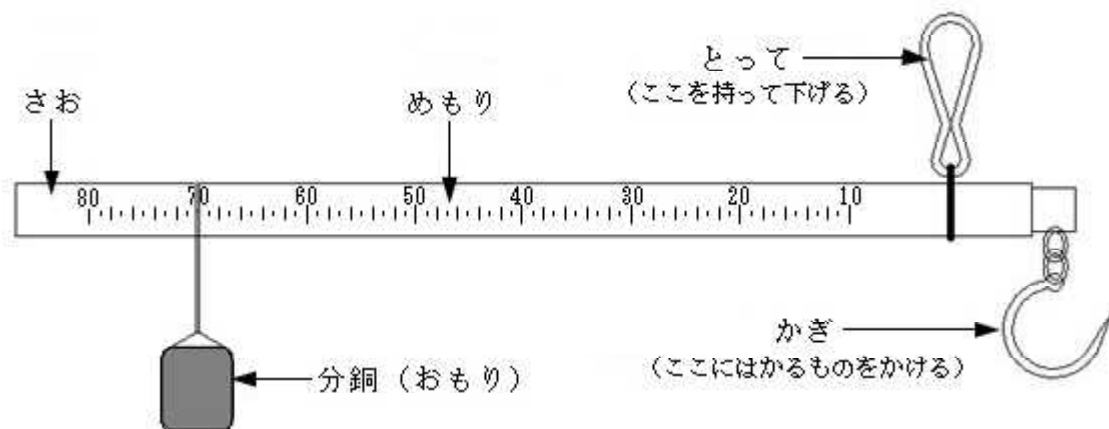 とって
（ここを持って下げる）
さお
めもり
80 70 60 50 40 30 20 10
かぎ
（ここにはかるものをかける）
分銅（おもり）